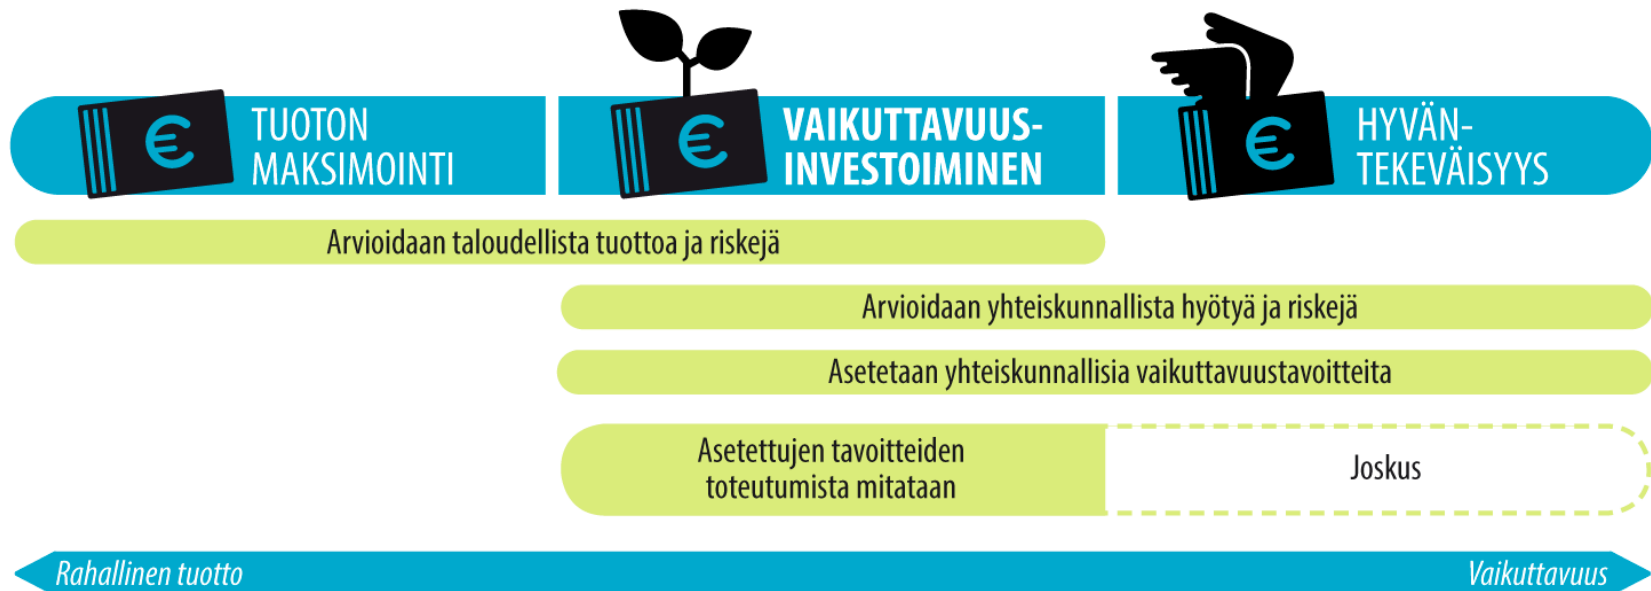 € TUOTON
MAKSIMOINTI
€ VAIKUTTAVUUS-
INVESTOIMINEN
€ HYVÄN-
TEKEVÄISYYS
Arvioidaan taloudellista tuottoa ja riskejä
Arvioidaan yhteiskunnallista hyötyä ja riskejä
Asetetaan yhteiskunnallisia vaikuttavuustavoitteita
Asetettujen tavoitteiden
toteutumista mitataan
Joskus
Rahallinen tuotto
Vaikuttavuus